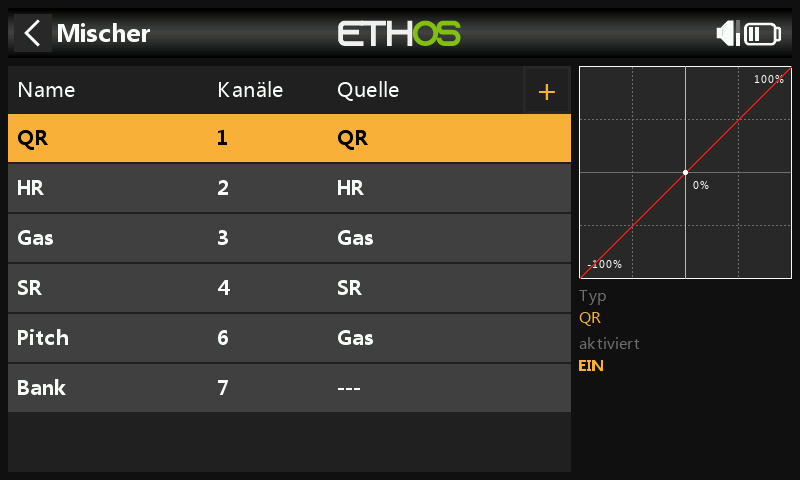 Mischer
ETHOS
Name Kanäle Quelle +
QR 1 QR
HR 2 HR
Gas 3 Gas
SR 4 SR
Pitch 6 Gas
Bank 7 ---
100%
0%
-100%
Typ
QR
aktiviert
EIN